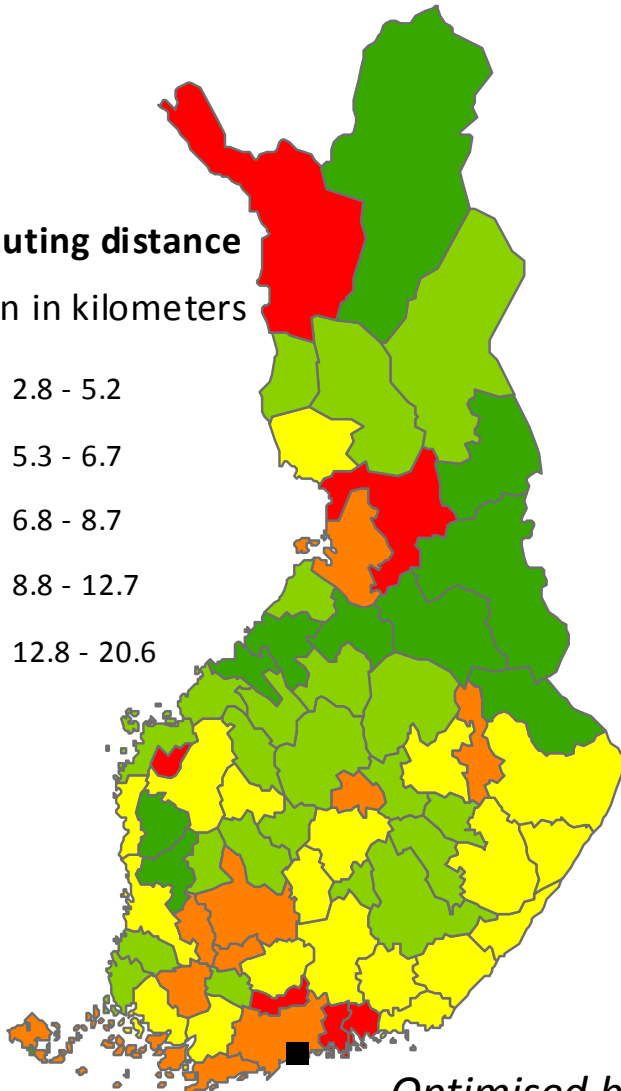 uting distance
n in kilometers
2.8 - 5.2
5.3 - 6.7
6.8 - 8.7
8.8 - 12.7
12.8 - 20.6
Optimised b